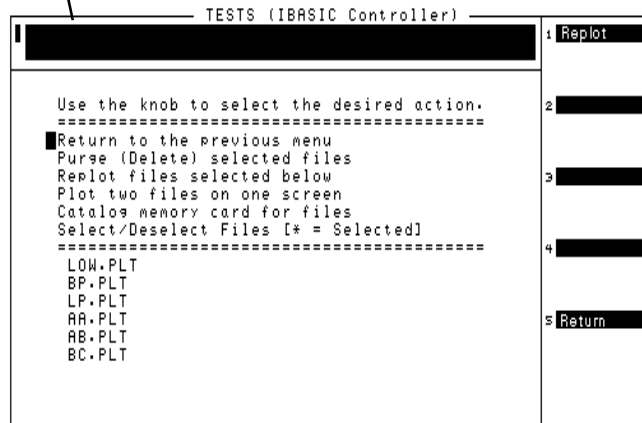 TESTS (IBASIC Controller)
1 Replot
Use the knob to select the desired action.
2
===========================================
Return to the previous menu
Purge (Delete) selected files
Replot files selected below
3
Plot two files on one screen
Catalog memory card for files
Select/Deselect Files [* = Selected]
===========================================
4
LOW.PLT
BP.PLT
LP.PLT
AA.PLT
5 Return
AB.PLT
BC.PLT